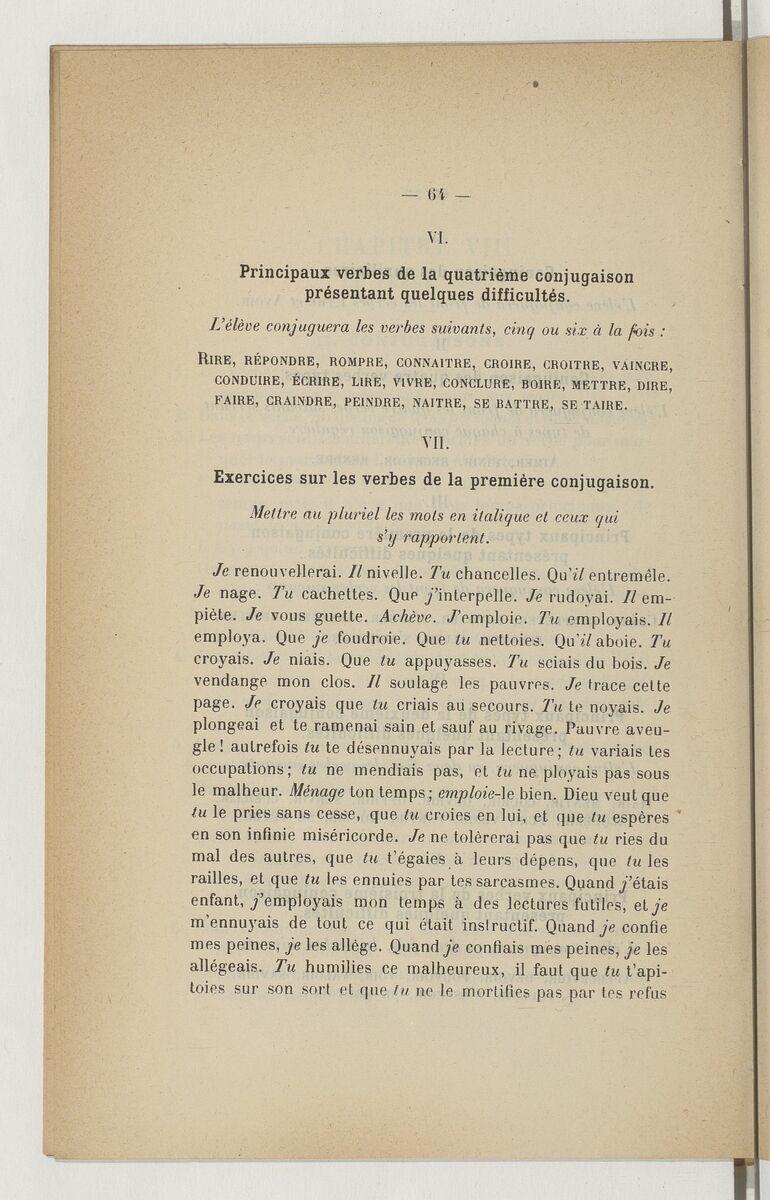 — 64 —
VI.
Principaux verbes de la quatrième conjugaison
présentant quelques difficultés.
L'élève conjuguera les verbes suivants, cinq ou six à la fois :
RIRE, RÉPONDRE, ROMPRE, CONNAITRE, CROIRE, CROITRE, VAINCRE,
CONDUIRE, ÉCRIRE, LIRE, VIVRE, CONCLURE, BOIRE, METTRE, DIRE,
FAIRE, CRAINDRE, PEINDRE, NAITRE, SE BATTRE, SE TAIRE.
VII.
Exercices sur les verbes de la première conjugaison.
Mettre au pluriel les mots en italique et ceux qui
s'y rapportent.
Je renouvellerai. Il nivelle. Tu chancelles. Qu'il entremêle.
Je nage. Tu cachettes. Que j'interpelle. Je rudoyai. Il em-
piète. Je vous guette. Achève. J'emploie. Tu employais. Il
employa. Que je foudroie. Que tu nettoies. Qu'il aboie. Tu
croyais. Je niais. Que tu appuyasses. Tu sciais du bois. Je
vendange mon clos. Il soulage les pauvres. Je trace cette
page. Je croyais que tu criais au secours. Tu te noyais. Je
plongeai et te ramenai sain et sauf au rivage. Pauvre aveu-
gle ! autrefois tu te désennuyais par la lecture ; tu variais tes
occupations ; tu ne mendiais pas, et tu ne ployais pas sous
le malheur. Ménage ton temps ; emploie-le bien. Dieu veut que
tu le pries sans cesse, que tu croies en lui, et que tu espères
en son infinie miséricorde. Je ne tolèrerai pas que tu ries du
mal des autres, que tu t'égaies à leurs dépens, que tu les
railles, et que tu les ennuies par tes sarcasmes. Quand j'étais
enfant, j'employais mon temps à des lectures futiles, et je
m'ennuyais de tout ce qui était instructif. Quand je confie
mes peines, je les allège. Quand je confiais mes peines, je les
allégeais. Tu humilies ce malheureux, il faut que tu t'api-
toies sur son sort et que tu ne le mortifies pas par tes refus